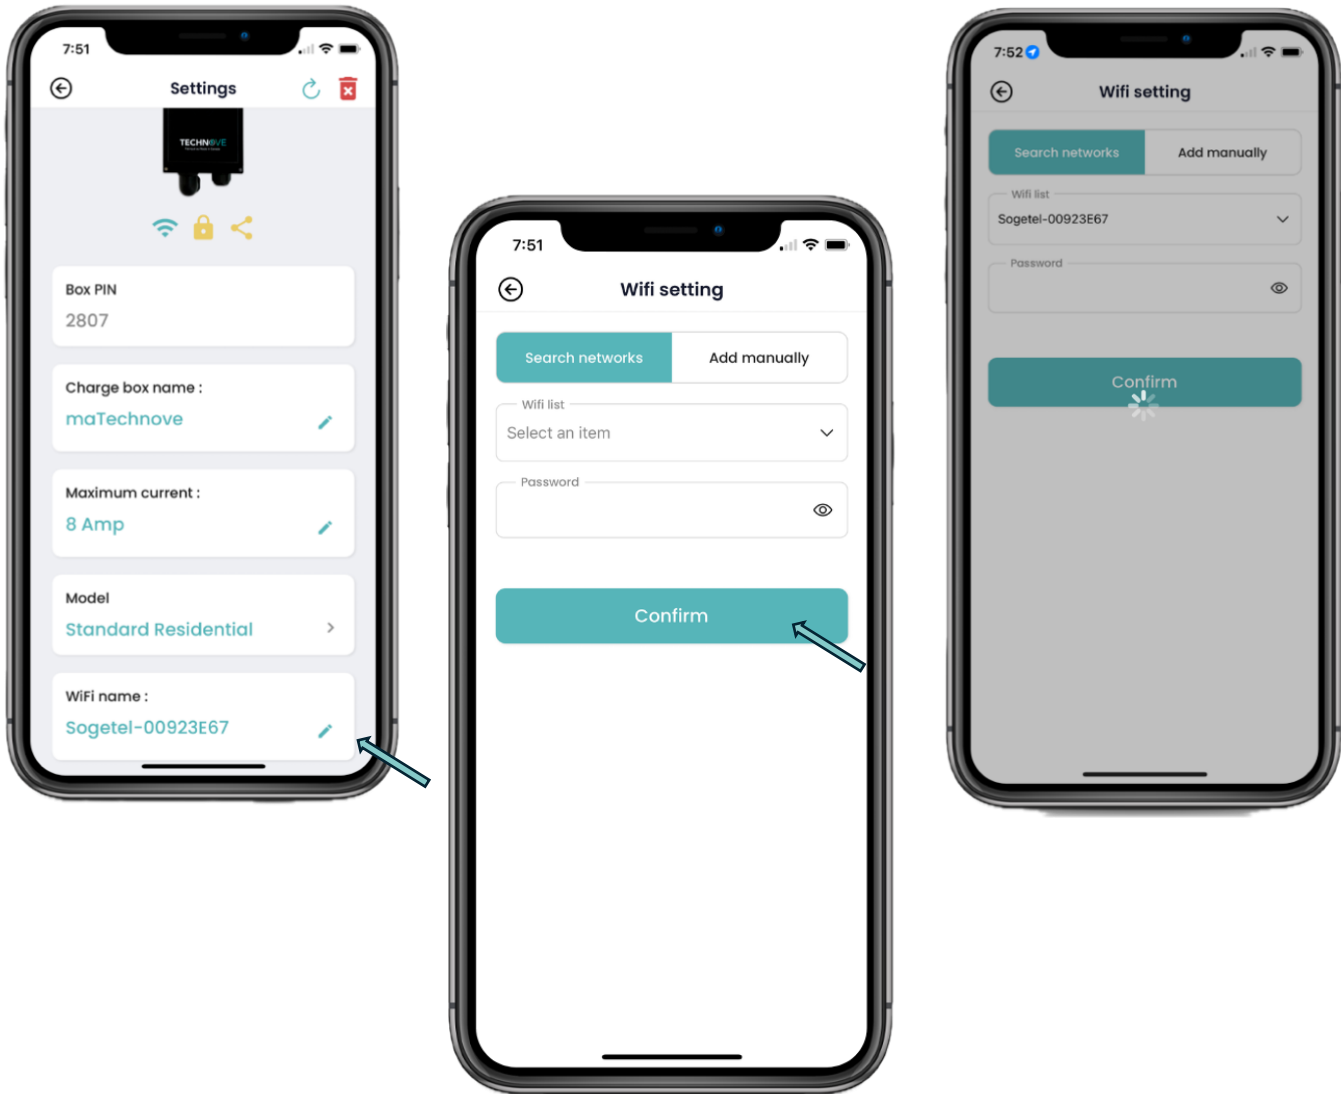 7:51
Settings
TECHNOVE
Box PIN
2807
Charge box name :
maTechnove
Maximum current :
8 Amp
Model
Standard Residential
WiFi name :
Sogetel-00923E67
7:51
Wifi setting
Search networks
Add manually
Wifi list
Select an item
Password
Confirm
7:52
Wifi setting
Search networks
Add manually
Wifi list
Sogetel-00923E67
Password
Confirm